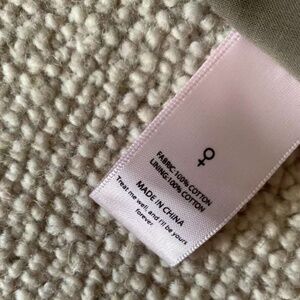 FABRIC: 100% COTTON
LINING: 100% COTTON
MADE IN CHINA
Treat me well, and I'll be yours
forever.